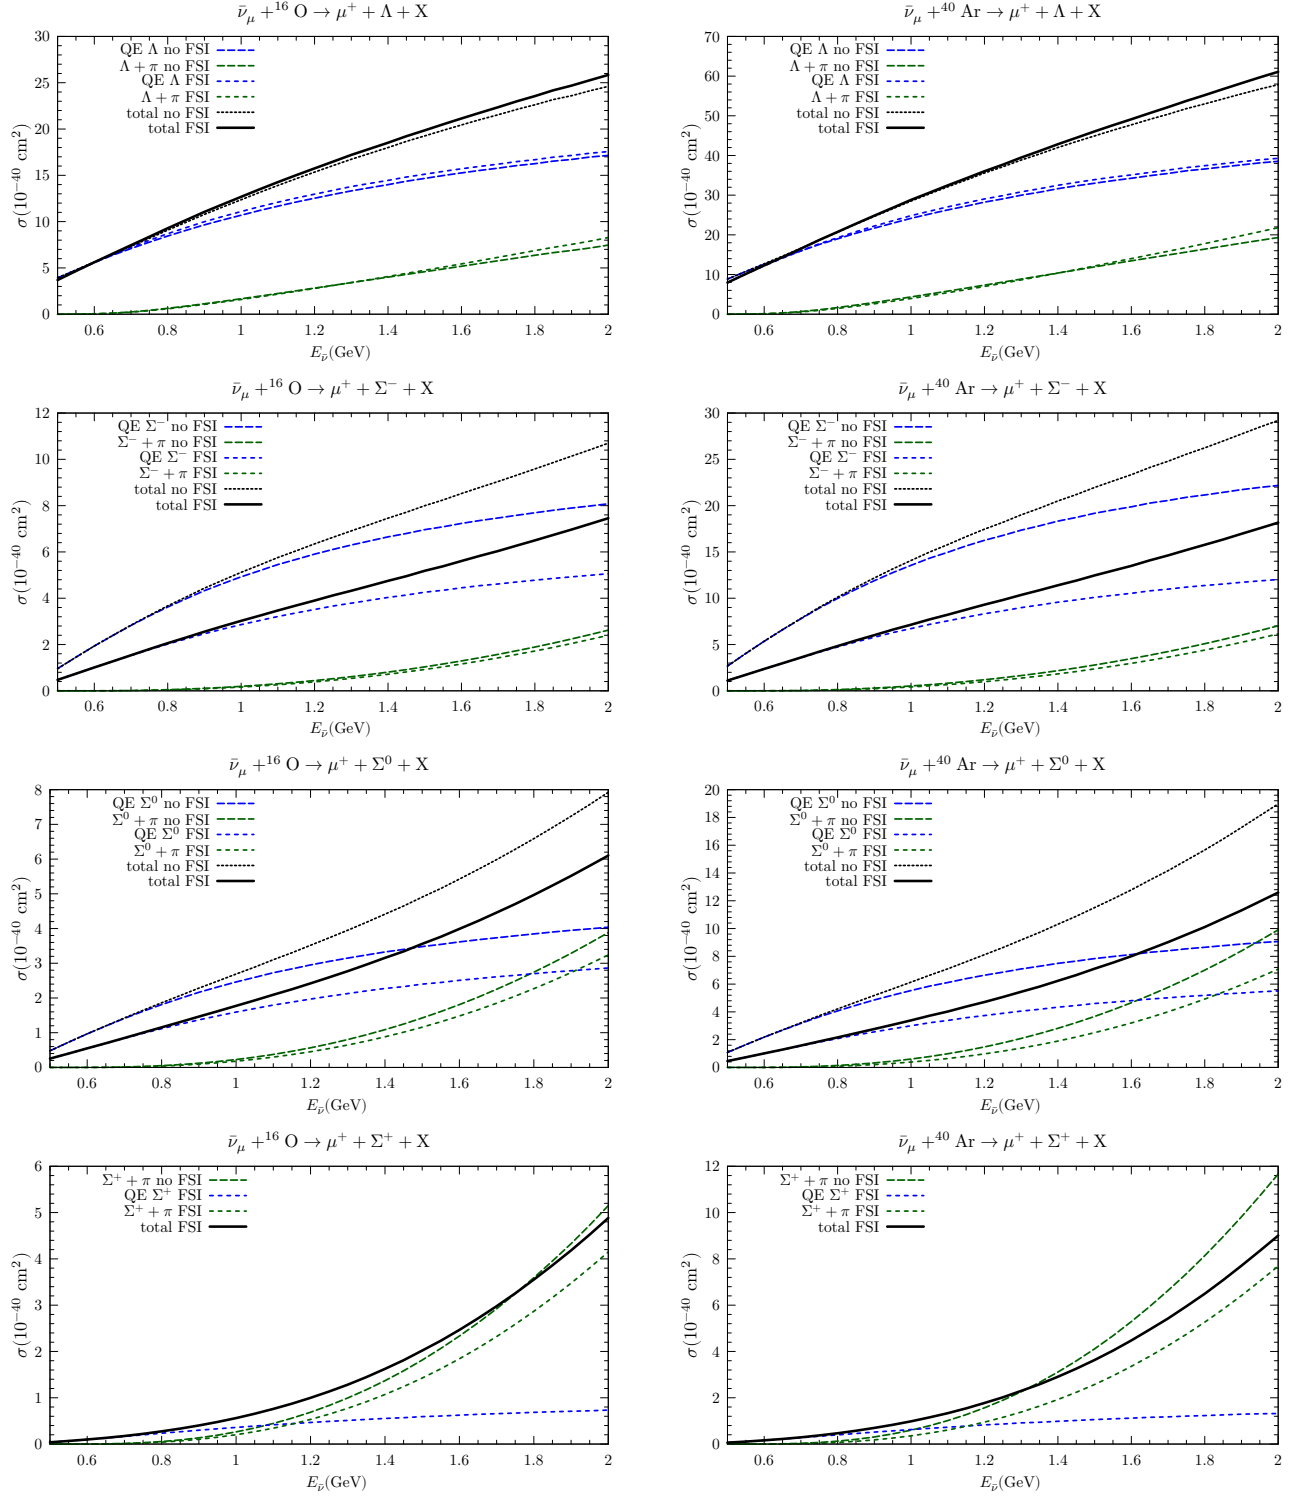 ν̄μ +16 O → μ+ + Λ + X
30
25
20
15
10
5
0
σ(10−40 cm2)
QE Λ no FSI
Λ + π no FSI
QE Λ FSI
Λ + π FSI
total no FSI
total FSI
0.6 0.8 1 1.2 1.4 1.6 1.8 2
Eν̄(GeV)
ν̄μ +40 Ar → μ+ + Λ + X
70
60
50
40
30
20
10
0
σ(10−40 cm2)
QE Λ no FSI
Λ + π no FSI
QE Λ FSI
Λ + π FSI
total no FSI
total FSI
0.6 0.8 1 1.2 1.4 1.6 1.8 2
Eν̄(GeV)
ν̄μ +16 O → μ+ + Σ− + X
12
10
8
6
4
2
0
σ(10−40 cm2)
QE Σ− no FSI
Σ− + π no FSI
QE Σ− FSI
Σ− + π FSI
total no FSI
total FSI
0.6 0.8 1 1.2 1.4 1.6 1.8 2
Eν̄(GeV)
ν̄μ +40 Ar → μ+ + Σ− + X
30
25
20
15
10
5
0
σ(10−40 cm2)
QE Σ− no FSI
Σ− + π no FSI
QE Σ− FSI
Σ− + π FSI
total no FSI
total FSI
0.6 0.8 1 1.2 1.4 1.6 1.8 2
Eν̄(GeV)
ν̄μ +16 O → μ+ + Σ0 + X
8
7
6
5
4
3
2
1
0
σ(10−40 cm2)
QE Σ0 no FSI
Σ0 + π no FSI
QE Σ0 FSI
Σ0 + π FSI
total no FSI
total FSI
0.6 0.8 1 1.2 1.4 1.6 1.8 2
Eν̄(GeV)
ν̄μ +40 Ar → μ+ + Σ0 + X
20
18
16
14
12
10
8
6
4
2
0
σ(10−40 cm2)
QE Σ0 no FSI
Σ0 + π no FSI
QE Σ0 FSI
Σ0 + π FSI
total no FSI
total FSI
0.6 0.8 1 1.2 1.4 1.6 1.8 2
Eν̄(GeV)
ν̄μ +16 O → μ+ + Σ+ + X
6
5
4
3
2
1
0
σ(10−40 cm2)
Σ+ + π no FSI
QE Σ+ FSI
Σ+ + π FSI
total FSI
0.6 0.8 1 1.2 1.4 1.6 1.8 2
Eν̄(GeV)
ν̄μ +40 Ar → μ+ + Σ+ + X
12
10
8
6
4
2
0
σ(10−40 cm2)
Σ+ + π no FSI
QE Σ+ FSI
Σ+ + π FSI
total FSI
0.6 0.8 1 1.2 1.4 1.6 1.8 2
Eν̄(GeV)